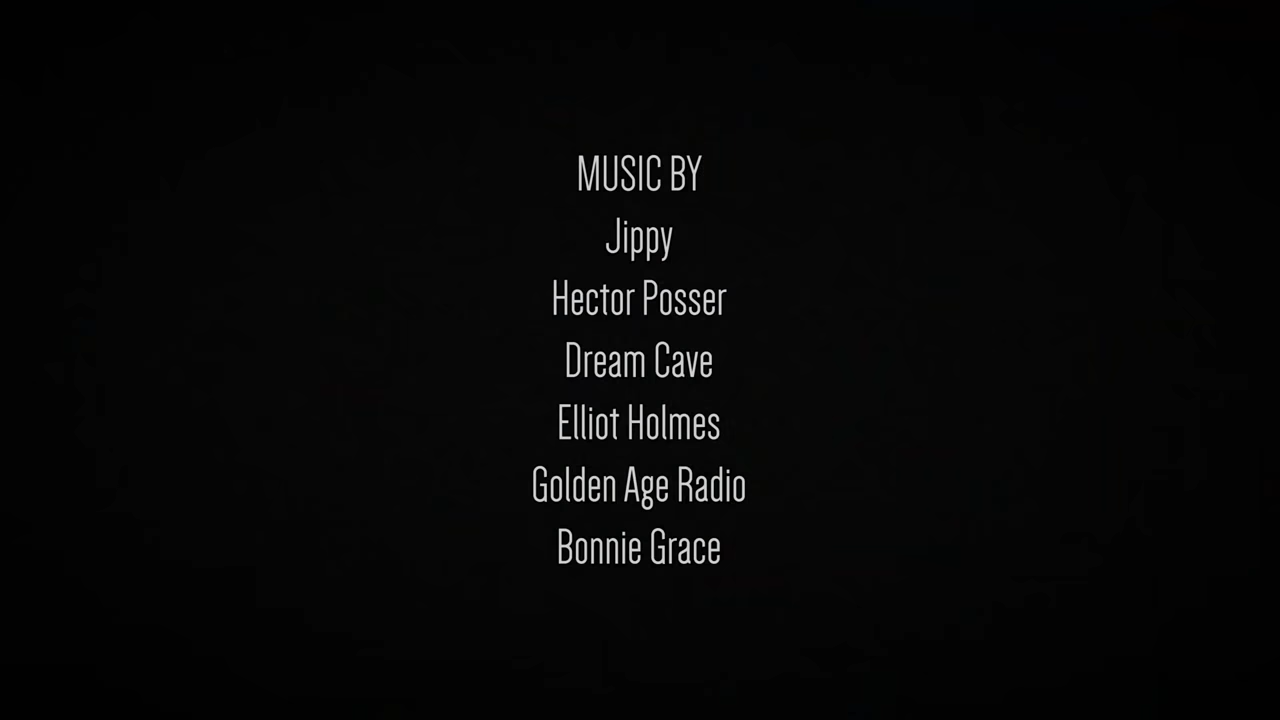 MUSIC BY
Jippy
Hector Posser
Dream Cave
Elliot Holmes
Golden Age Radio
Bonnie Grace